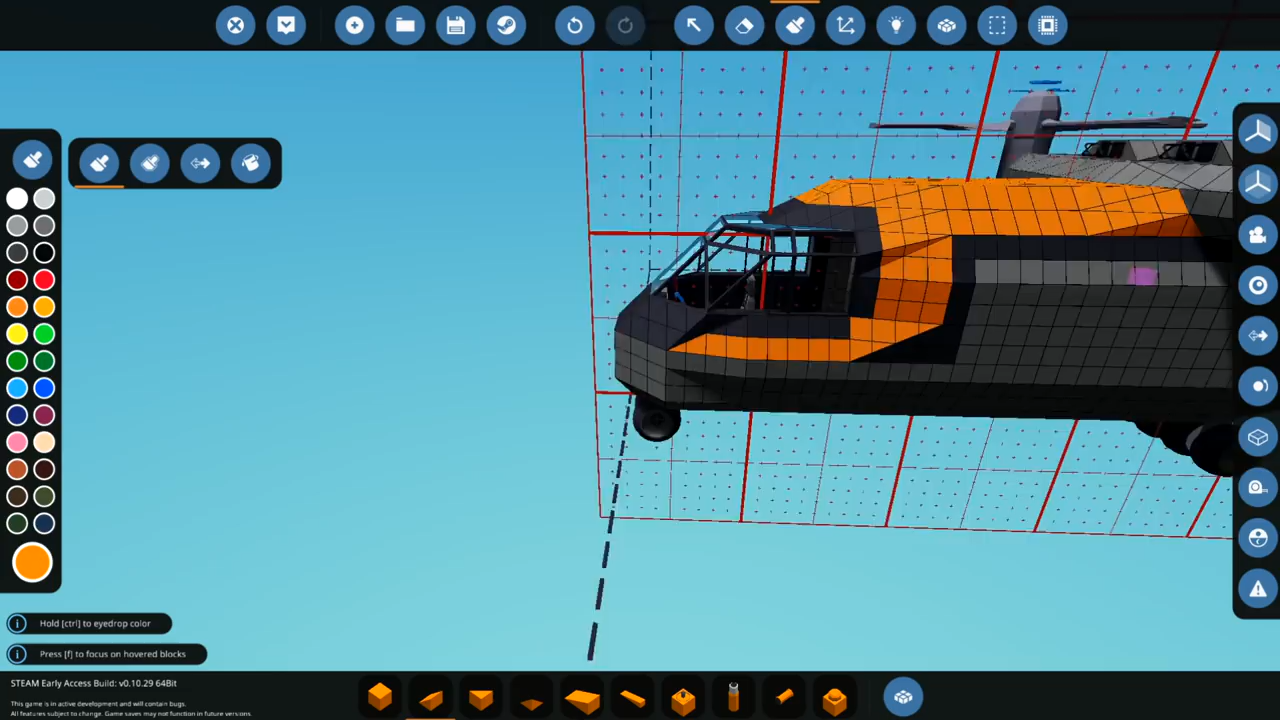 Hold [ctrl] to eyedrop color
Press [f] to focus on hovered blocks
STEAM Early Access Build: v0.10.29 64Bit
This game is in active development and will contain bugs.
All features subject to change. Game saves may not function in future versions.